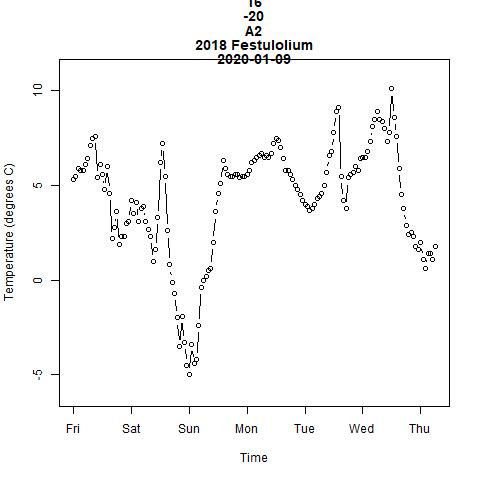 16
-20
A2
2018 Festulolium
2020-01-09
Temperature (degrees C)
10
5
0
-5
Fri Sat Sun Mon Tue Wed Thu
Time